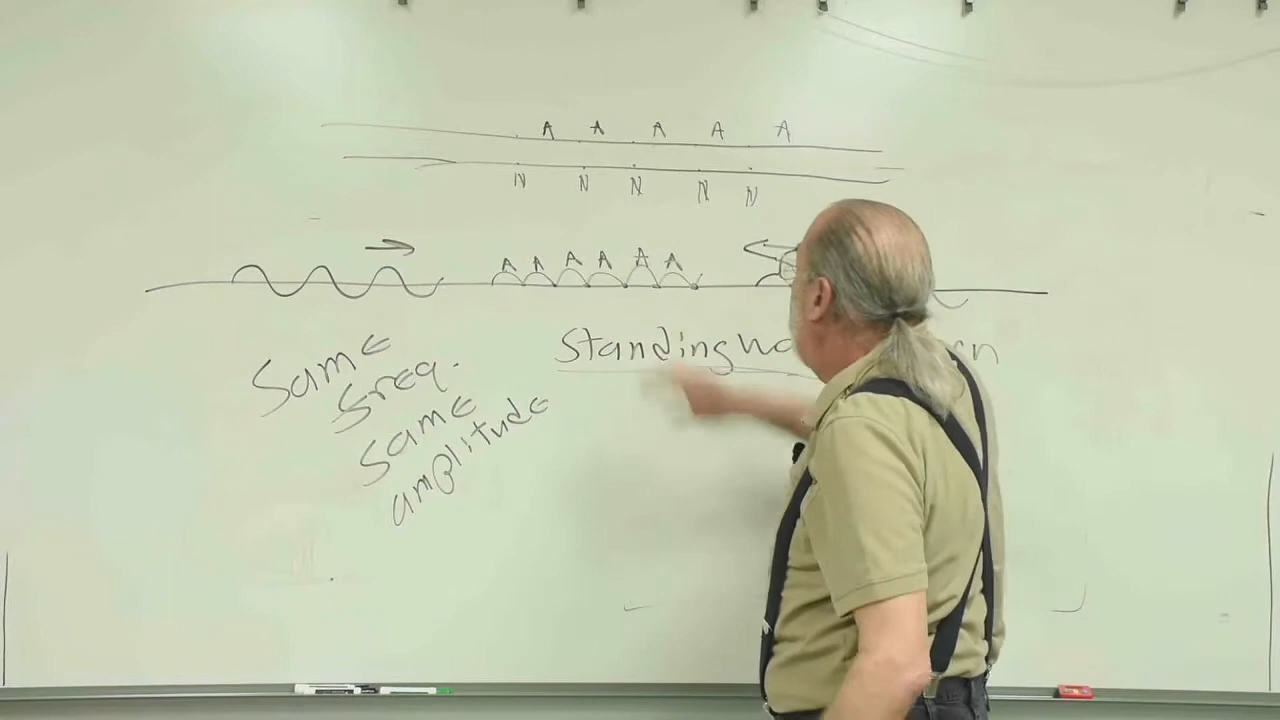 A A A A A
N N N N N
A A A A A A
Standing
Same
freq.
same
amplitude